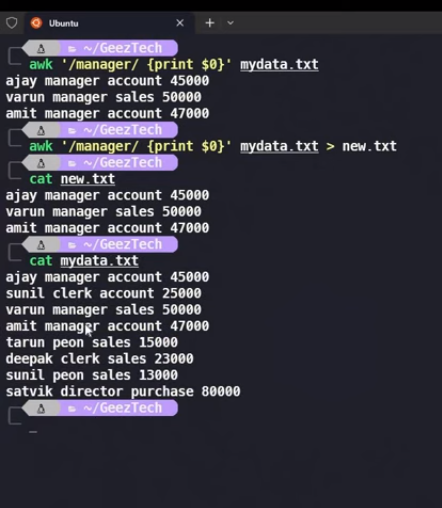 Ubuntu
~/GeezTech
awk '/manager/ {print $0}' mydata.txt
ajay manager account 45000
varun manager sales 50000
amit manager account 47000
~/GeezTech
awk '/manager/ {print $0}' mydata.txt > new.txt
~/GeezTech
cat new.txt
ajay manager account 45000
varun manager sales 50000
amit manager account 47000
~/GeezTech
cat mydata.txt
ajay manager account 45000
sunil clerk account 25000
varun manager sales 50000
amit manager account 47000
tarun peon sales 15000
deepak clerk sales 23000
sunil peon sales 13000
satvik director purchase 80000
~/GeezTech